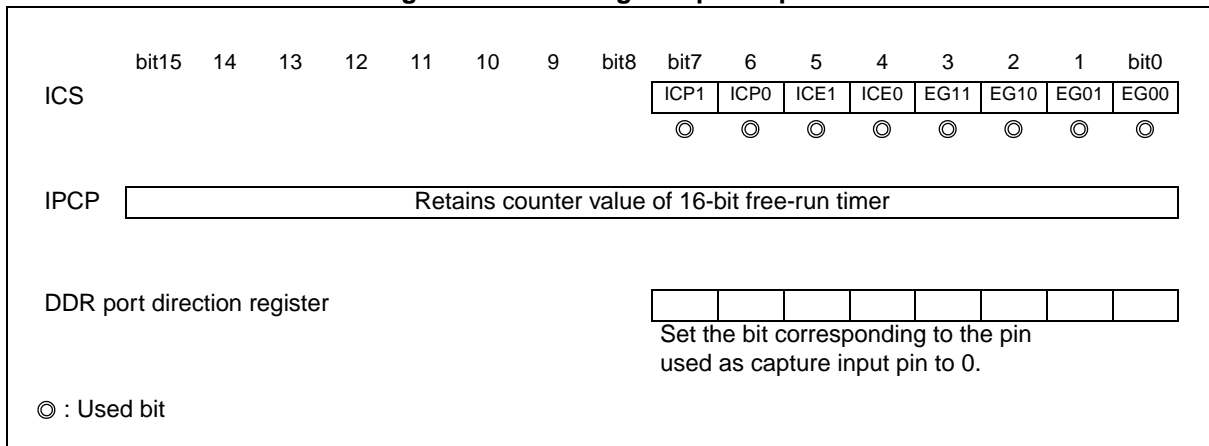 bit15 14 13 12 11 10 9 bit8 bit7 6 5 4 3 2 1 bit0
ICS ICP1 ICP0 ICE1 ICE0 EG11 EG10 EG01 EG00
◎ ◎ ◎ ◎ ◎ ◎ ◎ ◎
IPCP Retains counter value of 16-bit free-run timer
DDR port direction register
Set the bit corresponding to the pin
used as capture input pin to 0.
◎ : Used bit